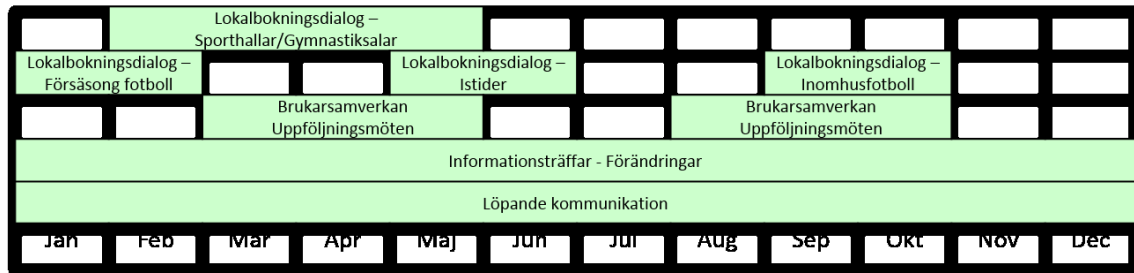 Lokalbokningsdialog –
Sporthallar/Gymnastiksalar
Lokalbokningsdialog –
Försäsong fotboll
Lokalbokningsdialog –
Istider
Lokalbokningsdialog –
Inomhusfotboll
Brukarsamverkan
Uppföljningsmöten
Brukarsamverkan
Uppföljningsmöten
Informationsträffar - Förändringar
Löpande kommunikation
Jan Feb Mar Apr Maj Jun Jul Aug Sep Okt Nov Dec